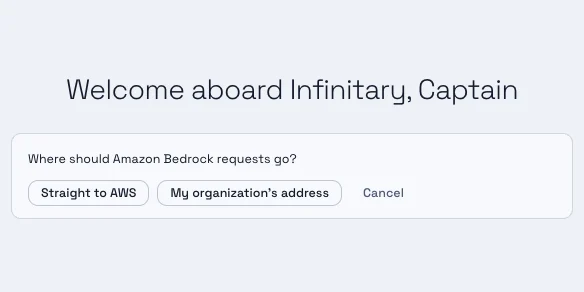 Welcome aboard Infinitary, Captain
Where should Amazon Bedrock requests go?
Straight to AWS
My organization's address
Cancel